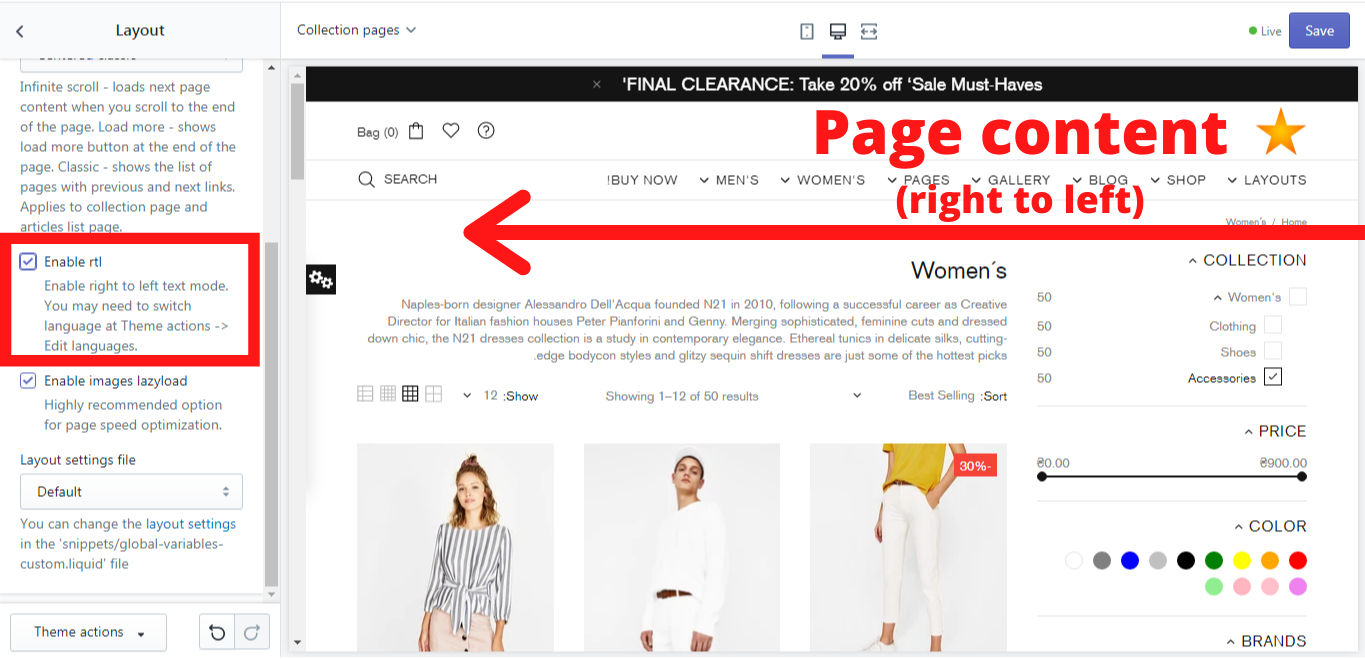 Layout
Collection pages
Live
Save
Infinite scroll - loads next page
content when you scroll to the end
of the page. Load more - shows
load more button at the end of the
page. Classic - shows the list of
pages with previous and next links.
Applies to collection page and
articles list page.
Enable rtl
Enable right to left text mode.
You may need to switch
language at Theme actions ->
Edit languages.
Enable images lazyload
Highly recommended option
for page speed optimization.
Layout settings file
Default
You can change the layout settings
in the 'snippets/global-variables-
custom.liquid' file
Theme actions
× 'FINAL CLEARANCE: Take 20% off ‘Sale Must-Haves
Bag (0)
Page content
(right to left)
SEARCH
!BUY NOW MEN'S WOMEN'S PAGES GALLERY BLOG SHOP LAYOUTS
Women´s / Home
Women´s
Naples-born designer Alessandro Dell'Acqua founded N21 in 2010, following a successful career as Creative
Director for Italian fashion houses Peter Pianforini and Genny. Merging sophisticated, feminine cuts and dressed
down chic, the N21 dresses collection is a study in contemporary elegance. Ethereal tunics in delicate silks, cutting-
.edge bodycon styles and glitzy sequin shift dresses are just some of the hottest picks
12 :Show
Showing 1–12 of 50 results
Best Selling :Sort
30%-
COLLECTION
50 Women's
50 Clothing
50 Shoes
50 Accessories
PRICE
₴0.00 ₴900.00
COLOR
BRANDS